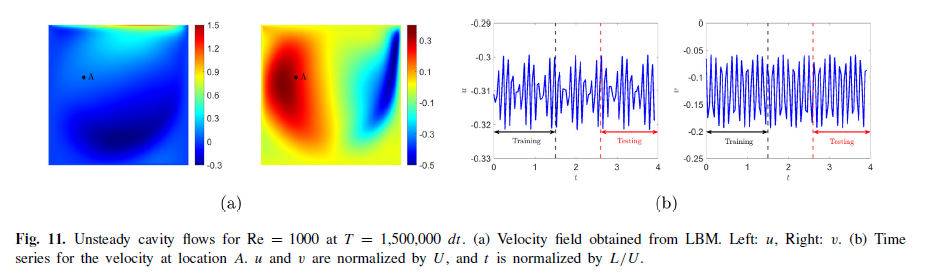 1.5
1.2
0.9
0.6
0.3
0
-0.3
A
0.3
0.1
-0.1
-0.3
-0.5
A
-0.29
-0.3
-0.31
-0.32
-0.33
u
Training
Testing
0 1 2 3 4
t
0
-0.05
-0.1
-0.15
-0.2
-0.25
v
Training
Testing
0 1 2 3 4
t
(a)
(b)
Fig. 11. Unsteady cavity flows for Re = 1000 at T = 1,500,000 dt. (a) Velocity field obtained from LBM. Left: u, Right: v. (b) Time
series for the velocity at location A. u and v are normalized by U, and t is normalized by L/U.